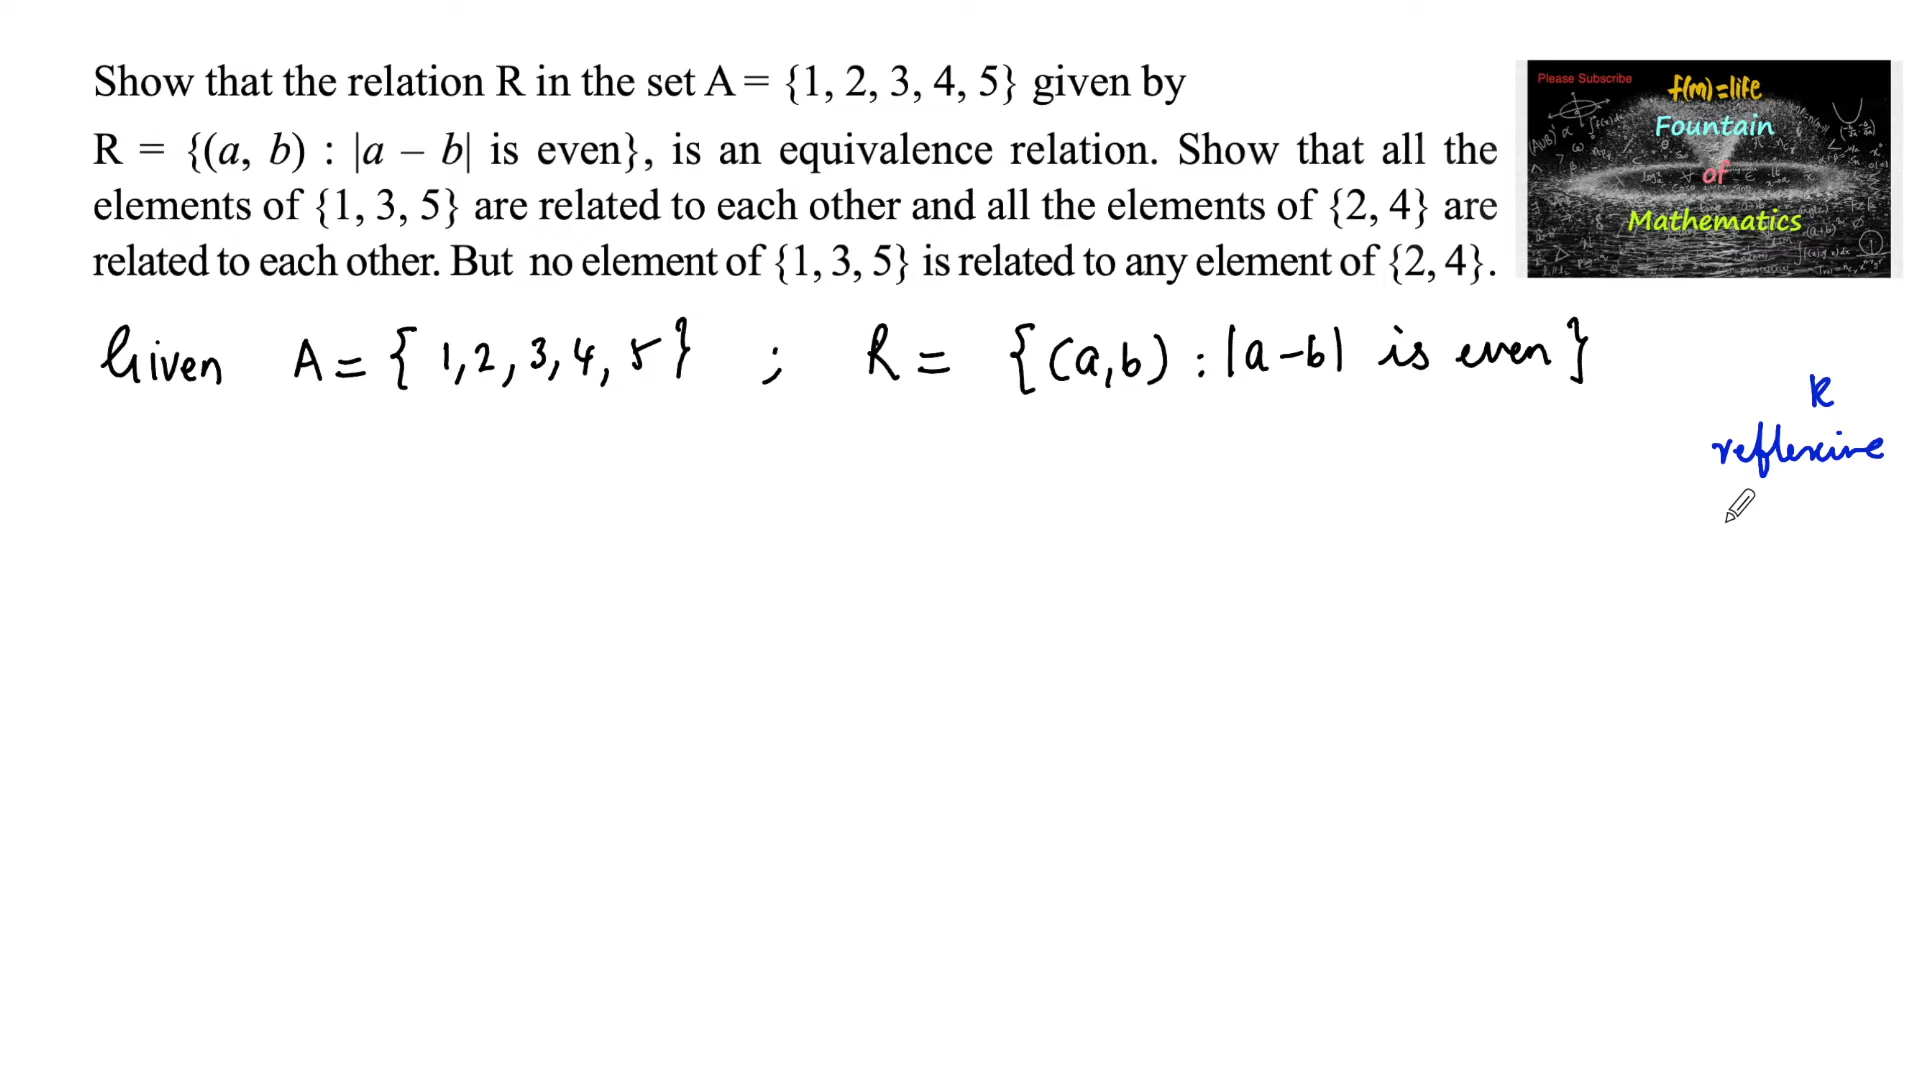 Show that the relation R in the set A = {1, 2, 3, 4, 5} given by
R = {(a, b) : |a – b| is even}, is an equivalence relation. Show that all the
elements of {1, 3, 5} are related to each other and all the elements of {2, 4} are
related to each other. But no element of {1, 3, 5} is related to any element of {2, 4}.
Please Subscribe
f(m)=life
Fountain
of
Mathematics
Given A = { 1,2,3,4,5} ; R = {(a,b) : |a-b| is even}
R
reflexive